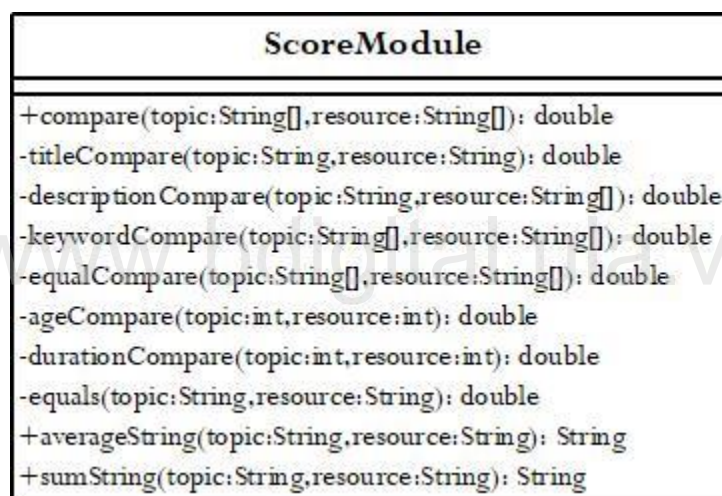 ScoreModule
+compare(topic:String[],resource:String[]): double
-titleCompare(topic:String,resource:String): double
-descriptionCompare(topic:String,resource:String[]): double
-keywordCompare(topic:String[],resource:String[]): double
-equalCompare(topic:String[],resource:String[]): double
-ageCompare(topic:int,resource:int): double
-durationCompare(topic:int,resource:int): double
-equals(topic:String,resource:String): double
+averageString(topic:String,resource:String): String
+sumString(topic:String,resource:String): String